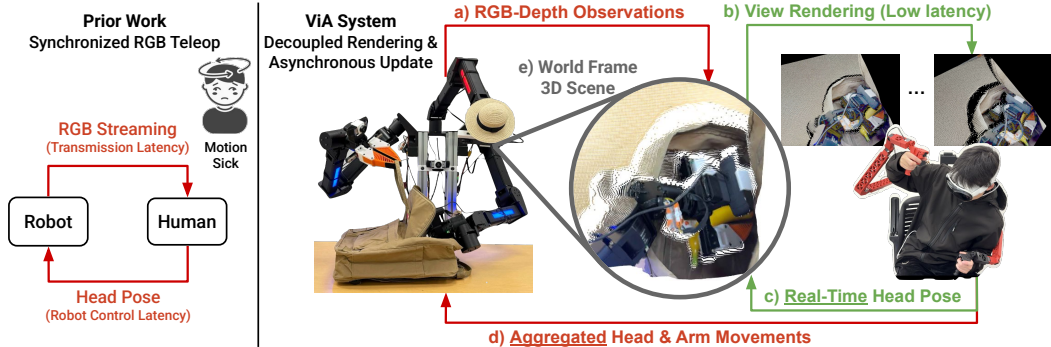 Prior Work
Synchronized RGB Teleop
Motion
Sick
RGB Streaming
(Transmission Latency)
Robot
Human
Head Pose
(Robot Control Latency)
ViA System
Decoupled Rendering &
Asynchronous Update
a) RGB-Depth Observations
b) View Rendering (Low latency)
e) World Frame
3D Scene
...
c) Real-Time Head Pose
d) Aggregated Head & Arm Movements